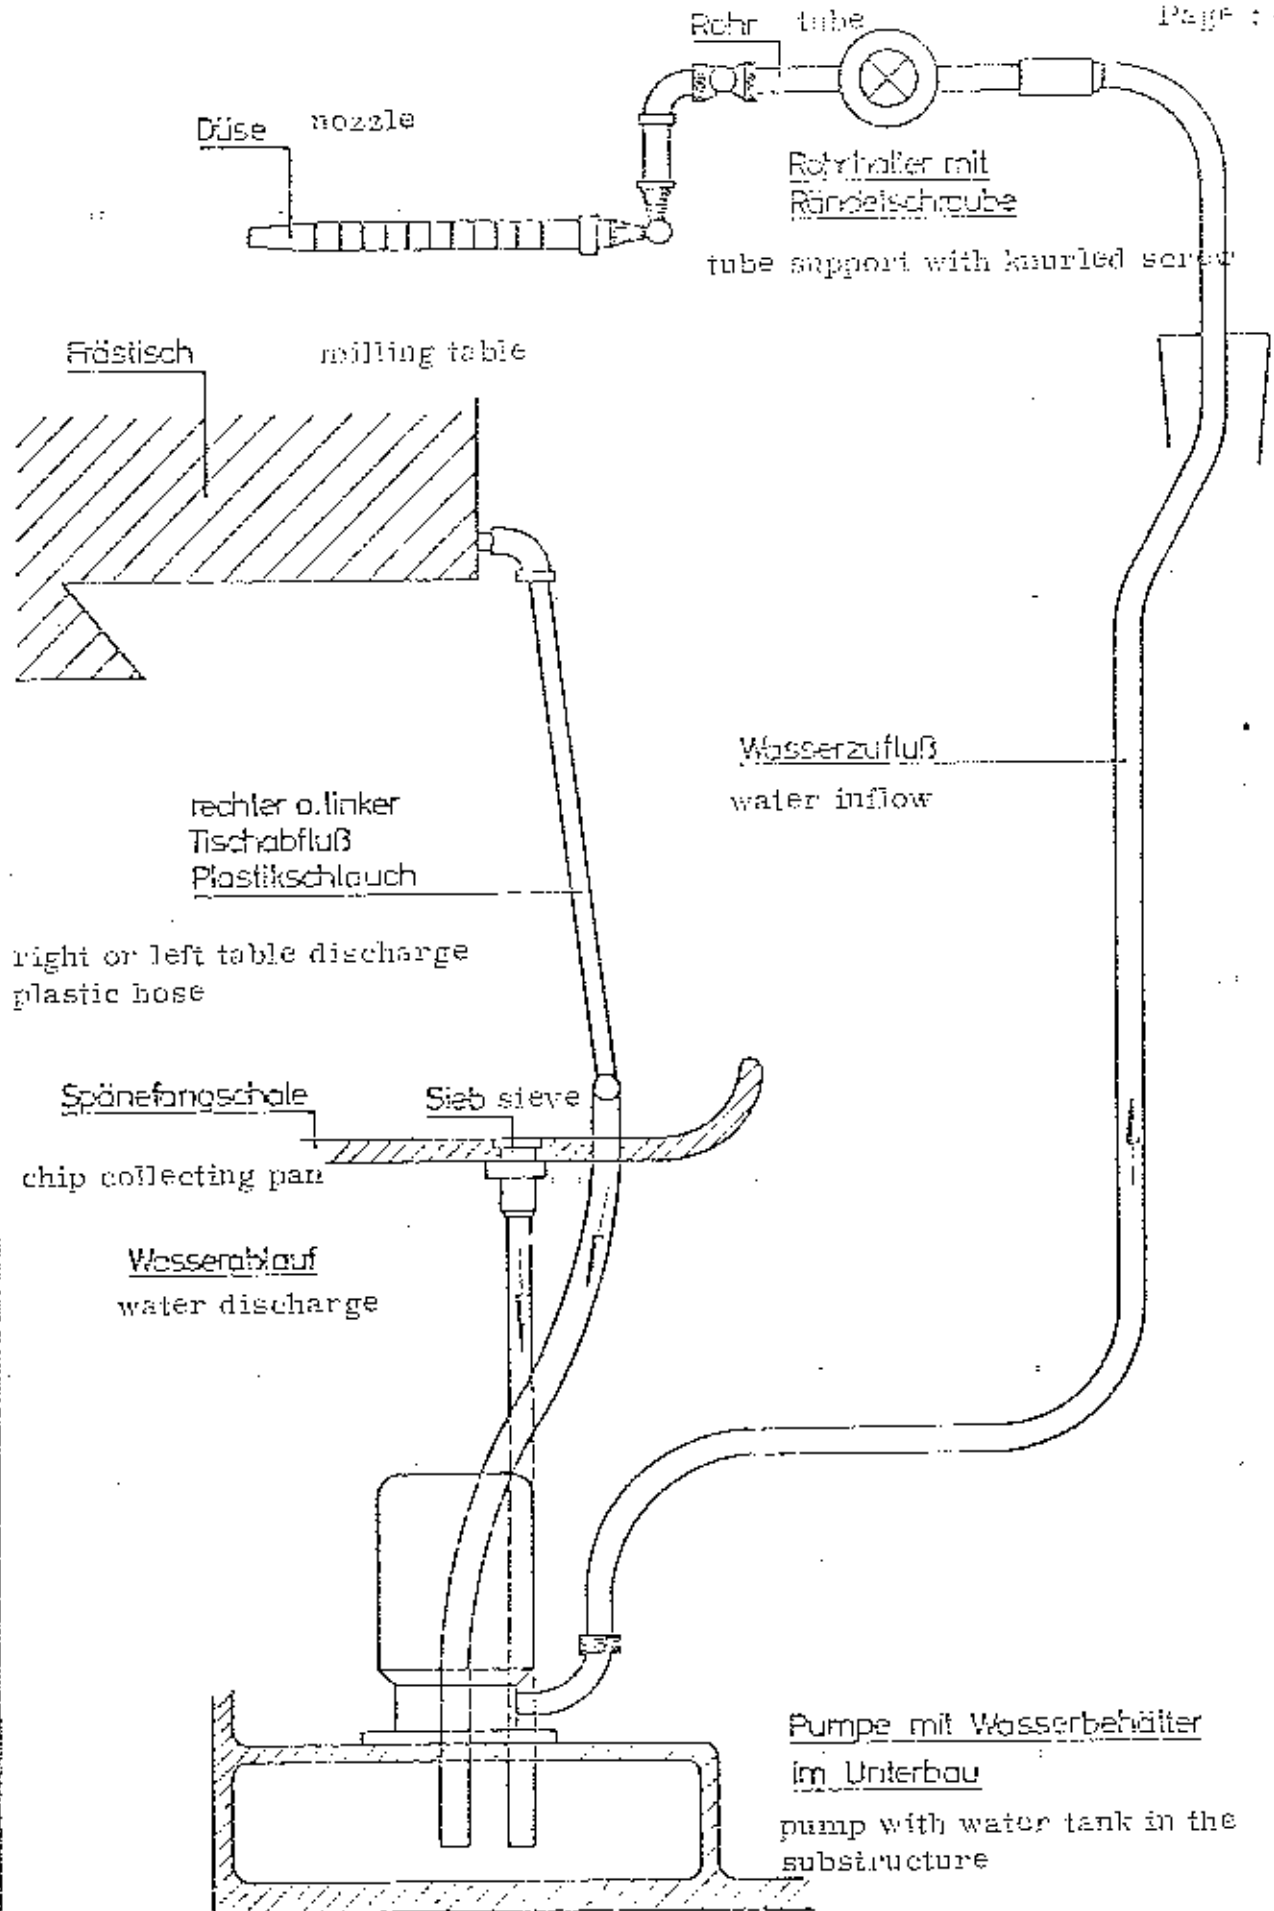 Page :
Rohr tube
Düse nozzle
Rohrhalter mit
Rändelschraube
tube support with knurled screw
Frästisch milling table
Wasserzufluß
water inflow
rechter o. linker
Tischabfluß
Plastikschlauch
right or left table discharge
plastic hose
Spänefangschale
Sieb sieve
chip collecting pan
Wasserablauf
water discharge
Pumpe mit Wasserbehälter
im Unterbau
pump with water tank in the
substructure